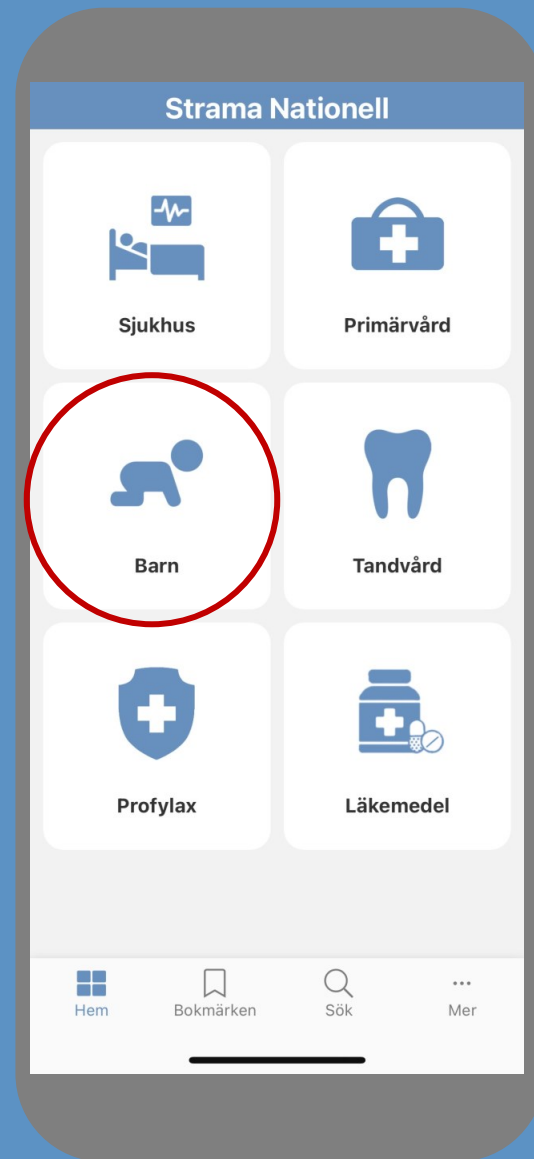 Strama Nationell
Sjukhus
Primärvård
Barn
Tandvård
Profylax
Läkemedel
Hem
Bokmärken
Sök
Mer